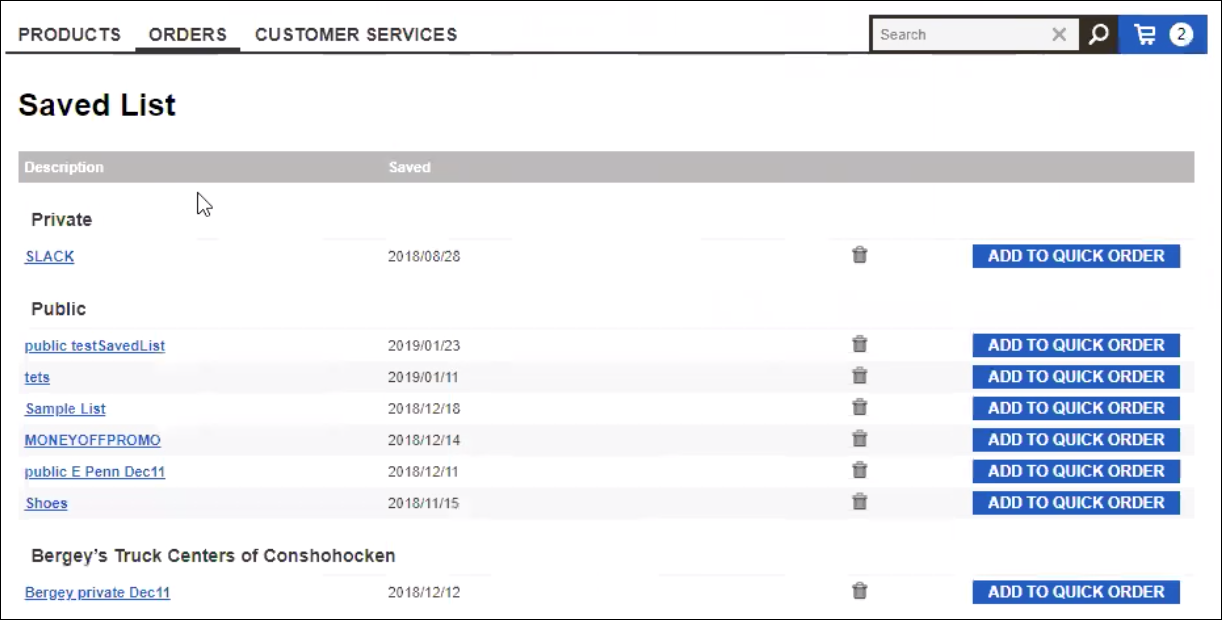 PRODUCTS ORDERS CUSTOMER SERVICES Search 2
Saved List
Description Saved
Private
SLACK 2018/08/28 ADD TO QUICK ORDER
Public
public testSavedList 2019/01/23 ADD TO QUICK ORDER
tets 2019/01/11 ADD TO QUICK ORDER
Sample List 2018/12/18 ADD TO QUICK ORDER
MONEYOFFPROMO 2018/12/14 ADD TO QUICK ORDER
public E Penn Dec11 2018/12/11 ADD TO QUICK ORDER
Shoes 2018/11/15 ADD TO QUICK ORDER
Bergey's Truck Centers of Conshohocken
Bergey private Dec11 2018/12/12 ADD TO QUICK ORDER